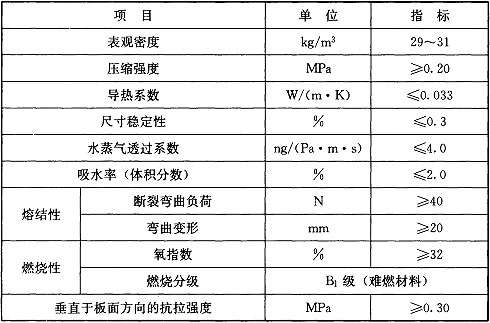 项 目 单 位 指 标
表观密度 kg/m³ 29～31
压缩强度 MPa ≥0.20
导热系数 W/(m·K) ≤0.033
尺寸稳定性 % ≤0.3
水蒸气透过系数 ng/(Pa·m·s) ≤4.0
吸水率（体积分数） % ≤2.0
熔结性 断裂弯曲负荷 N ≥40
弯曲变形 mm ≥20
燃烧性 氧指数 % ≥32
燃烧分级 B₁ 级（难燃材料）
垂直于板面方向的抗拉强度 MPa ≥0.30